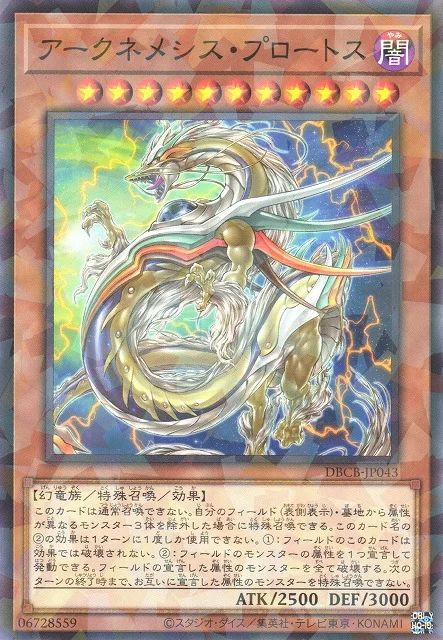 アークネメシス・プロートス
やみ
闇
DBCB-JP043
【幻竜族／特殊召喚／効果】
このカードは通常召喚できない。自分のフィールド(表側表示)・墓地から属性
が異なるモンスター３体を除外した場合に特殊召喚できる。このカード名の
②の効果は１ターンに１度しか使用できない。①：フィールドのこのカードは
効果では破壊されない。②：フィールドのモンスターの属性を１つ宣言して
発動できる。フィールドの宣言した属性のモンスターを全て破壊する。次の
ターンの終了時まで、お互いに宣言した属性のモンスターを特殊召喚できない。
ATK/2500 DEF/3000
06728559
©スタジオ・ダイス/集英社・テレビ東京・KONAMI